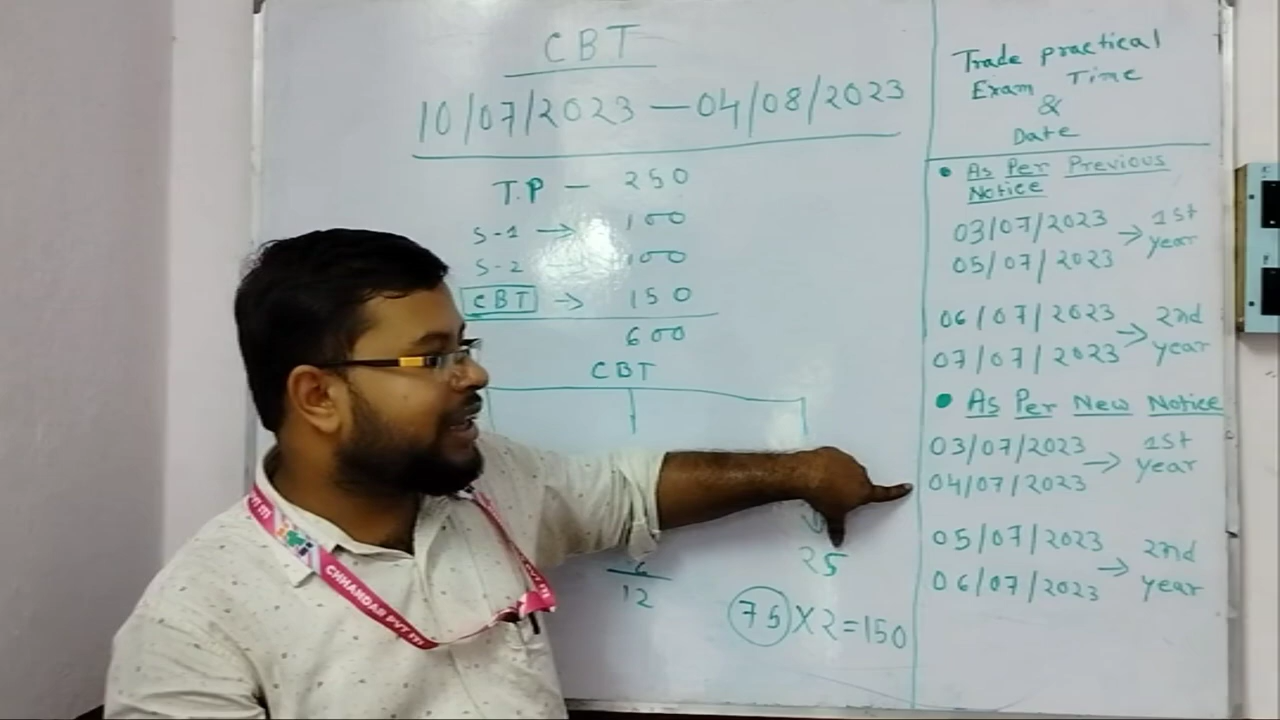 CBT
10/07/2023 — 04/08/2023
T.P — 250
S-1 → 100
S-2 - 100
CBT → 150
600
CBT
25
12
75 X 2 = 150
Trade practical
Exam Time
&
Date
• As Per Previous
Notice
03/07/2023
05/07/2023
→ 1st
year
06/07/2023
07/07/2023
→ 2nd
year
• As Per New Notice
03/07/2023
04/07/2023
→ 1st
year
05/07/2023
06/07/2023
→ 2nd
year
CHHANDAR PVT ITI
PVT ITI